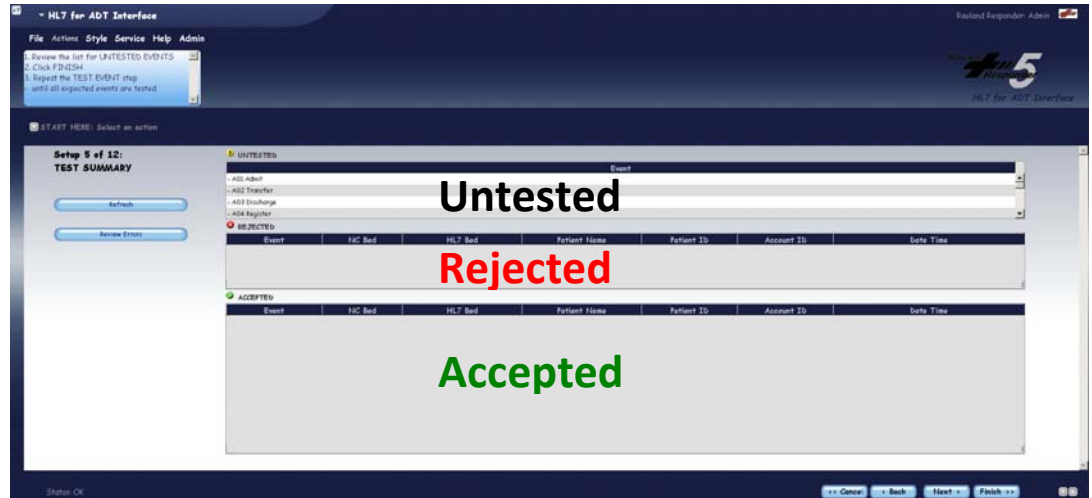 HL7 for ADT Interface
Rauland Responder: Admin
File Actions Style Service Help Admin
1. Review the list for UNTESTED EVENTS
2. Click FINISH
3. Repeat the TEST EVENT step
- until all expected events are tested
Responder 5
HL7 for ADT Interface
START HERE: Select an action
Setup 5 of 12:
TEST SUMMARY
Refresh
Review Errors
UNTESTED
Event
- A01 Admit
- A02 Transfer
- A03 Discharge
- A04 Register
Untested
REJECTED
Event NC Bed HL7 Bed Patient Name Patient ID Account ID Date Time
Rejected
ACCEPTED
Event NC Bed HL7 Bed Patient Name Patient ID Account ID Date Time
Accepted
Status: OK
<< Cancel < Back Next > Finish >>